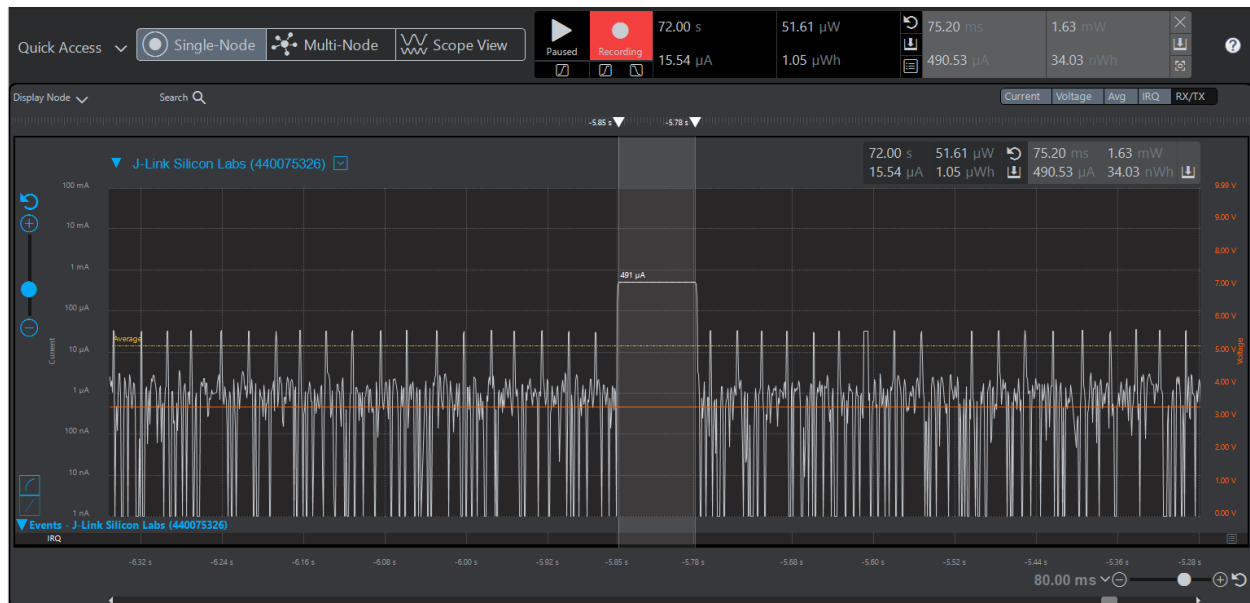 Quick Access
Single-Node
Multi-Node
Scope View
Paused
Recording
72.00 s
51.61 µW
15.54 µA
1.05 µWh
75.20 ms
1.63 mW
490.53 µA
34.03 nWh
Display Node
Search
Current
Voltage
Avg
IRQ
RX/TX
-5.85 s
-5.78 s
J-Link Silicon Labs (440075326)
72.00 s 51.61 µW 75.20 ms 1.63 mW
15.54 µA 1.05 µWh 490.53 µA 34.03 nWh
100 mA
10 mA
1 mA
100 µA
10 µA
1 µA
100 nA
10 nA
1 nA
Current
491 µA
Average
9.99 V
9.00 V
8.00 V
7.00 V
6.00 V
5.00 V
4.00 V
3.00 V
2.00 V
1.00 V
0.00 V
Voltage
Events - J-Link Silicon Labs (440075326)
IRQ
-6.32 s -6.24 s -6.16 s -6.08 s -6.00 s -5.92 s -5.85 s -5.78 s -5.68 s -5.60 s -5.52 s -5.44 s -5.36 s -5.28 s
80.00 ms